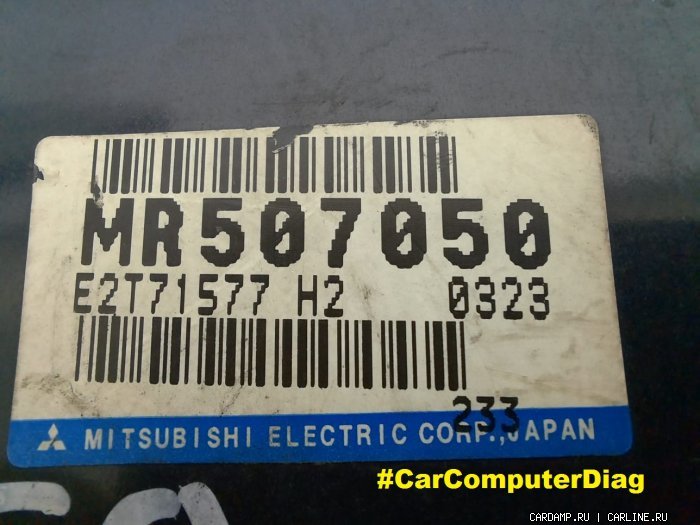 MR507050
E2T71577 H2 0323
233
MITSUBISHI ELECTRIC CORP., JAPAN
#CarComputerDiag
CARDAMP.RU | CARLINE.RU